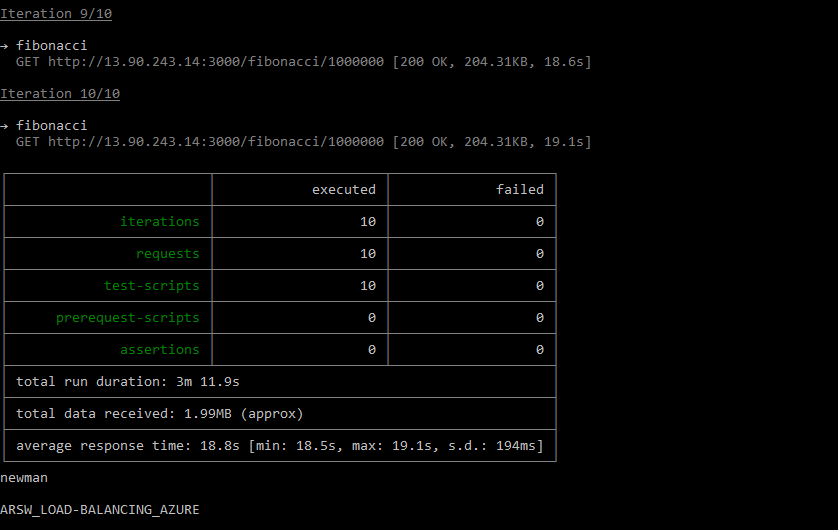 Iteration 9/10
→ fibonacci
GET http://13.90.243.14:3000/fibonacci/1000000 [200 OK, 204.31KB, 18.6s]
Iteration 10/10
→ fibonacci
GET http://13.90.243.14:3000/fibonacci/1000000 [200 OK, 204.31KB, 19.1s]
executed failed
iterations 10 0
requests 10 0
test-scripts 10 0
prerequest-scripts 0 0
assertions 0 0
total run duration: 3m 11.9s
total data received: 1.99MB (approx)
average response time: 18.8s [min: 18.5s, max: 19.1s, s.d.: 194ms]
newman
ARSW_LOAD-BALANCING_AZURE